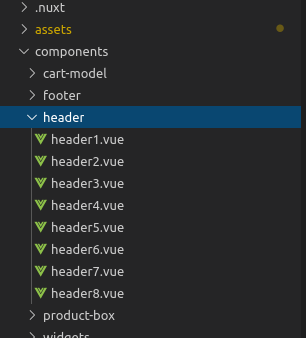 .nuxt
assets
components
cart-model
footer
header
header1.vue
header2.vue
header3.vue
header4.vue
header5.vue
header6.vue
header7.vue
header8.vue
product-box
widgets